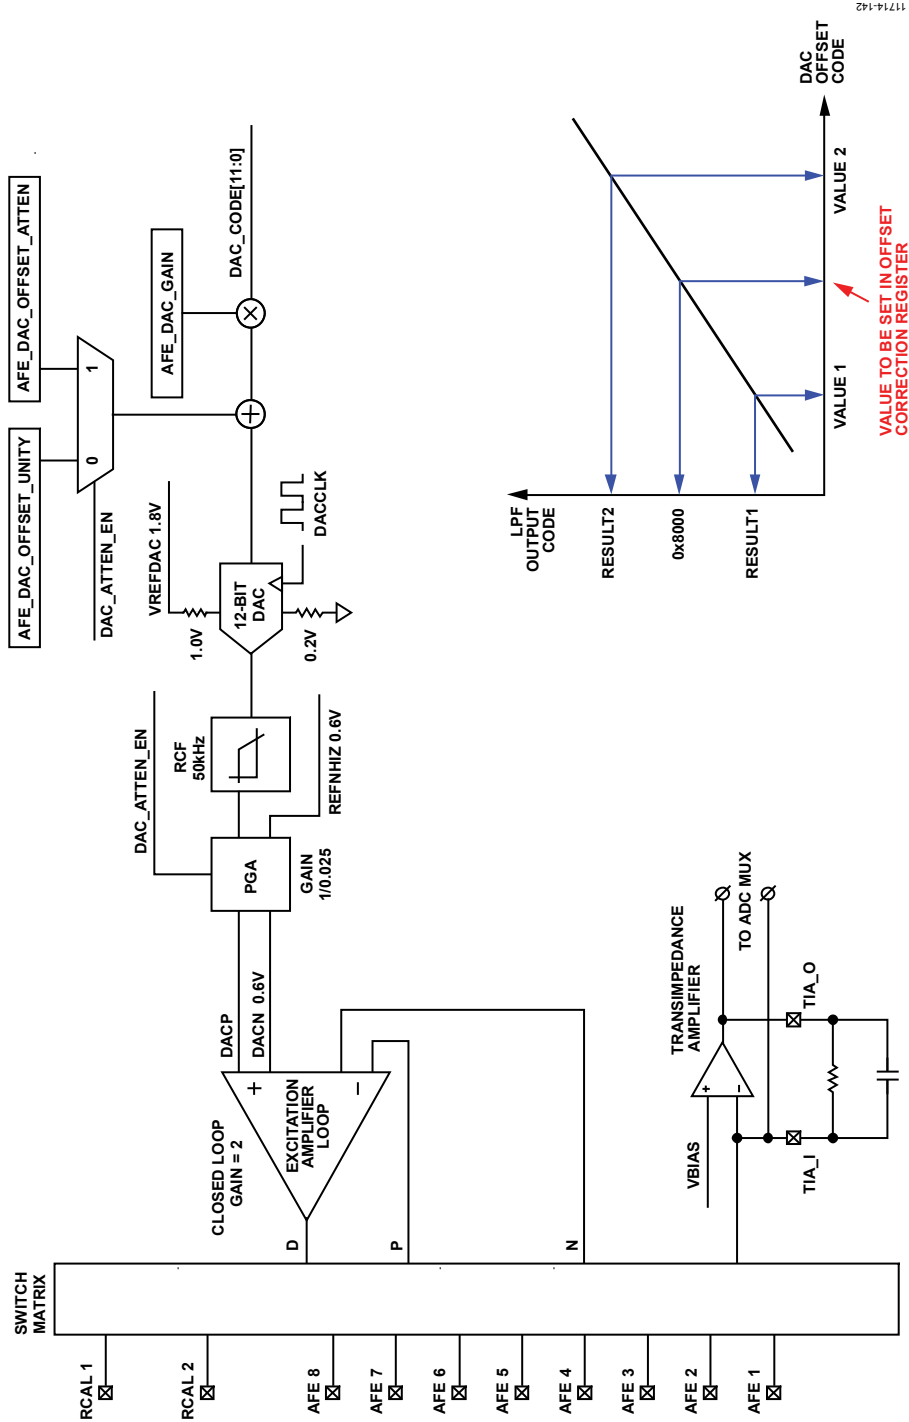 SWITCH
MATRIX
RCAL 1
RCAL 2
AFE 8
AFE 7
AFE 6
AFE 5
AFE 4
AFE 3
AFE 2
AFE 1
D
P
N
CLOSED LOOP
GAIN = 2
+
–
EXCITATION
AMPLIFIER
LOOP
DACP
DACN 0.6V
DAC_ATTEN_EN
PGA
GAIN
1/0.025
REFNHIZ 0.6V
RCF
50kHz
VREFDAC 1.8V
1.0V
12-BIT
DAC
0.2V
DACCLK
AFE_DAC_OFFSET_UNITY
AFE_DAC_OFFSET_ATTEN
0
1
DAC_ATTEN_EN
+
×
AFE_DAC_GAIN
DAC_CODE[11:0]
TRANSIMPEDANCE
AMPLIFIER
VBIAS
+
–
TIA_I
TIA_O
TO ADC MUX
LPF
OUTPUT
CODE
RESULT2
0x8000
RESULT1
VALUE 1
VALUE 2
DAC
OFFSET
CODE
VALUE TO BE SET IN OFFSET
CORRECTION REGISTER
11714-142